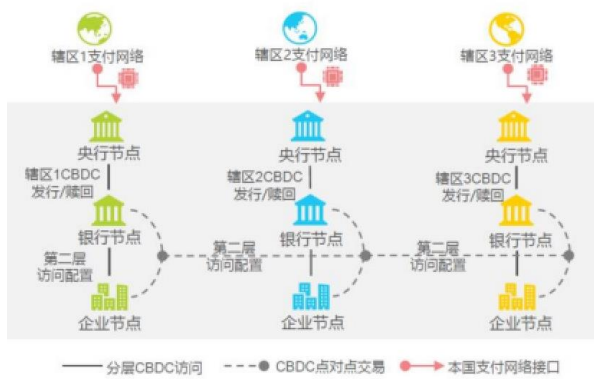 辖区1支付网络
辖区2支付网络
辖区3支付网络
央行节点
央行节点
央行节点
辖区1CBDC
发行/赎回
辖区2CBDC
发行/赎回
辖区3CBDC
发行/赎回
银行节点
银行节点
银行节点
第二层
访问配置
第二层
访问配置
第二层
访问配置
企业节点
企业节点
企业节点
分层CBDC访问
CBDC点对点交易
本国支付网络接口